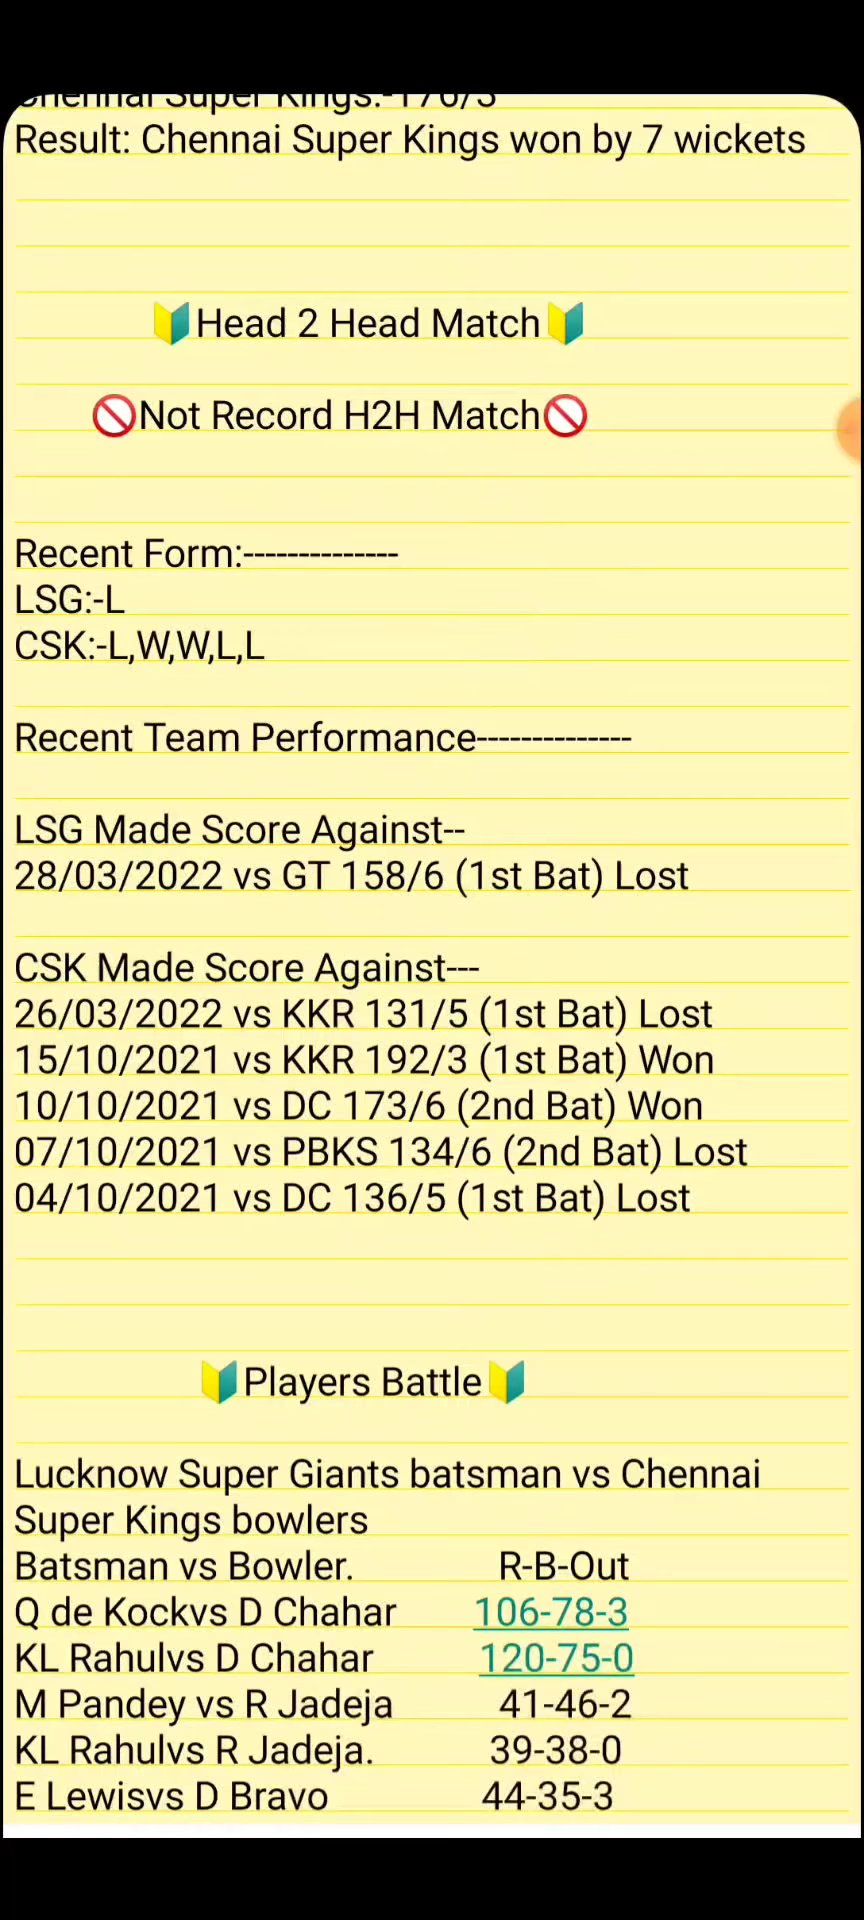 Chennai Super Kings:-176/3
Result: Chennai Super Kings won by 7 wickets
🔰Head 2 Head Match🔰
🚫Not Record H2H Match🚫
Recent Form:--------------
LSG:-L
CSK:-L,W,W,L,L
Recent Team Performance--------------
LSG Made Score Against--
28/03/2022 vs GT 158/6 (1st Bat) Lost
CSK Made Score Against---
26/03/2022 vs KKR 131/5 (1st Bat) Lost
15/10/2021 vs KKR 192/3 (1st Bat) Won
10/10/2021 vs DC 173/6 (2nd Bat) Won
07/10/2021 vs PBKS 134/6 (2nd Bat) Lost
04/10/2021 vs DC 136/5 (1st Bat) Lost
🔰Players Battle🔰
Lucknow Super Giants batsman vs Chennai
Super Kings bowlers
Batsman vs Bowler. R-B-Out
Q de Kockvs D Chahar 106-78-3
KL Rahulvs D Chahar 120-75-0
M Pandey vs R Jadeja 41-46-2
KL Rahulvs R Jadeja. 39-38-0
E Lewisvs D Bravo 44-35-3